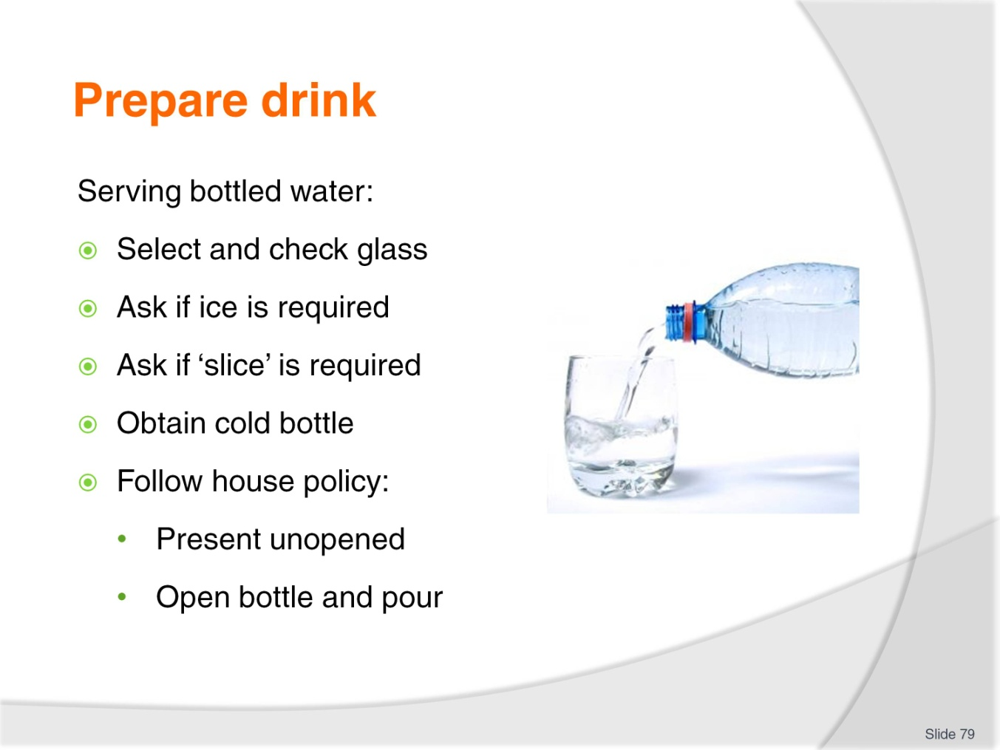 Prepare drink
Serving bottled water:
Select and check glass
Ask if ice is required
Ask if ‘slice’ is required
Obtain cold bottle
Follow house policy:
• Present unopened
• Open bottle and pour
Slide 79